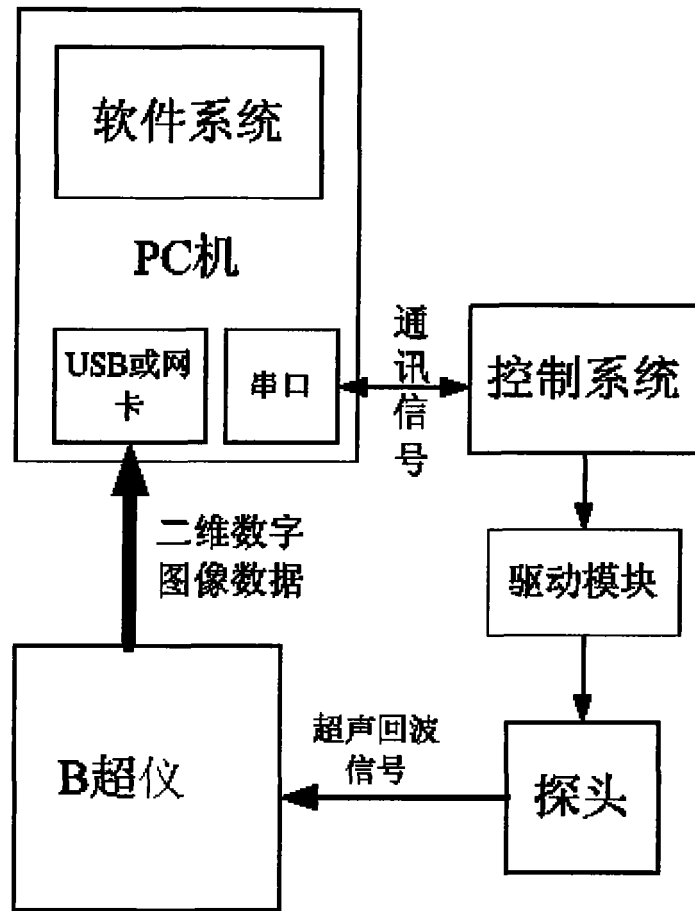 软件系统
PC机
USB或网
卡
串口
通
讯
信
号
控制系统
二维数字
图像数据
驱动模块
B超仪
超声回波
信号
探头